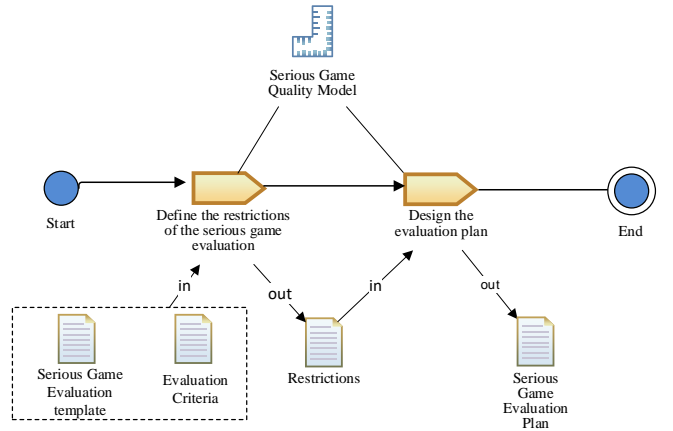 Serious Game
Quality Model
Start
Define the restrictions
of the serious game
evaluation
Design the
evaluation plan
End
in
out
in
out
Serious Game
Evaluation
template
Evaluation
Criteria
Restrictions
Serious
Game
Evaluation
Plan